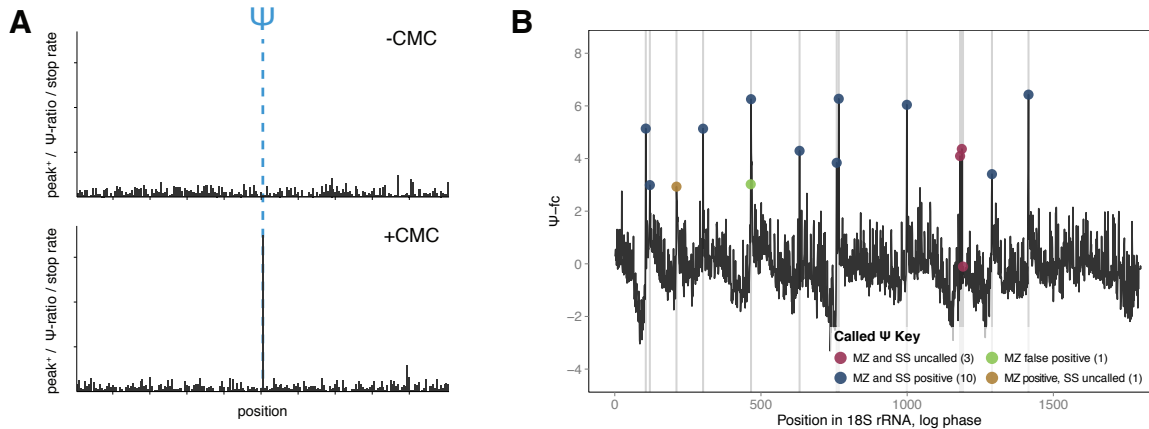 A
Ψ
-CMC
peak⁺ / Ψ-ratio / stop rate
+CMC
peak⁺ / Ψ-ratio / stop rate
position
B
8
6
4
2
0
−2
−4
Ψ−fc
Called Ψ Key
MZ and SS uncalled (3)
MZ false positive (1)
MZ and SS positive (10)
MZ positive, SS uncalled (1)
0
500
1000
1500
Position in 18S rRNA, log phase